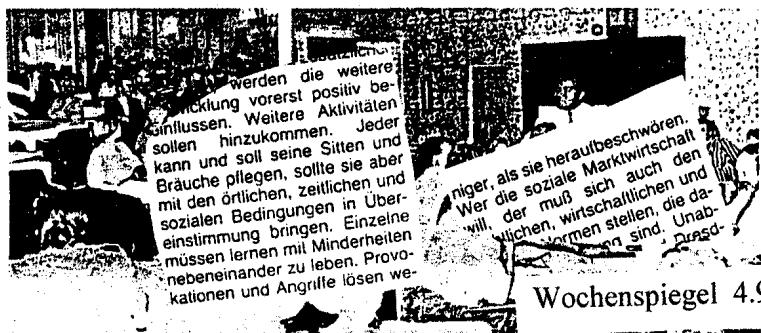 werden die weitere
vorerst positiv be-
einflussen. Weitere Aktivitäten
sollen hinzukommen. Jeder
kann und soll seine Sitten und
Bräuche pflegen, sollte sie aber
mit den örtlichen, zeitlichen und
sozialen Bedingungen in Über-
einstimmung bringen. Einzelne
müssen lernen mit Minderheiten
nebeneinander zu leben. Provo-
kationen und Angriffe lösen we-
niger, als sie heraufbeschwören.
Wer die soziale Marktwirtschaft
will, der muß sich auch den
wirtschaftlichen und
stellen, die da-
sind. Unab-
Dresd-
Wochenspiegel 4.9